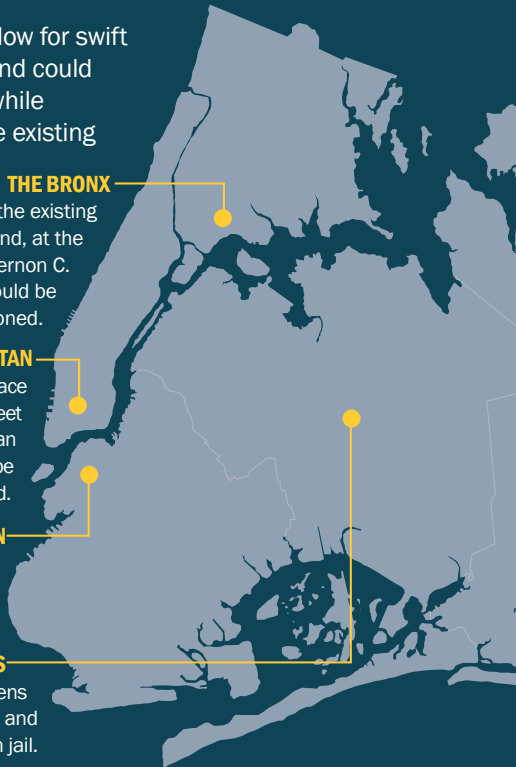 low for swift
nd could
while
e existing
THE BRONX
the existing
nd, at the
ernon C.
ould be
oned.
TAN
ace
eet
an
be
d.
N
S
ens
and
n jail.